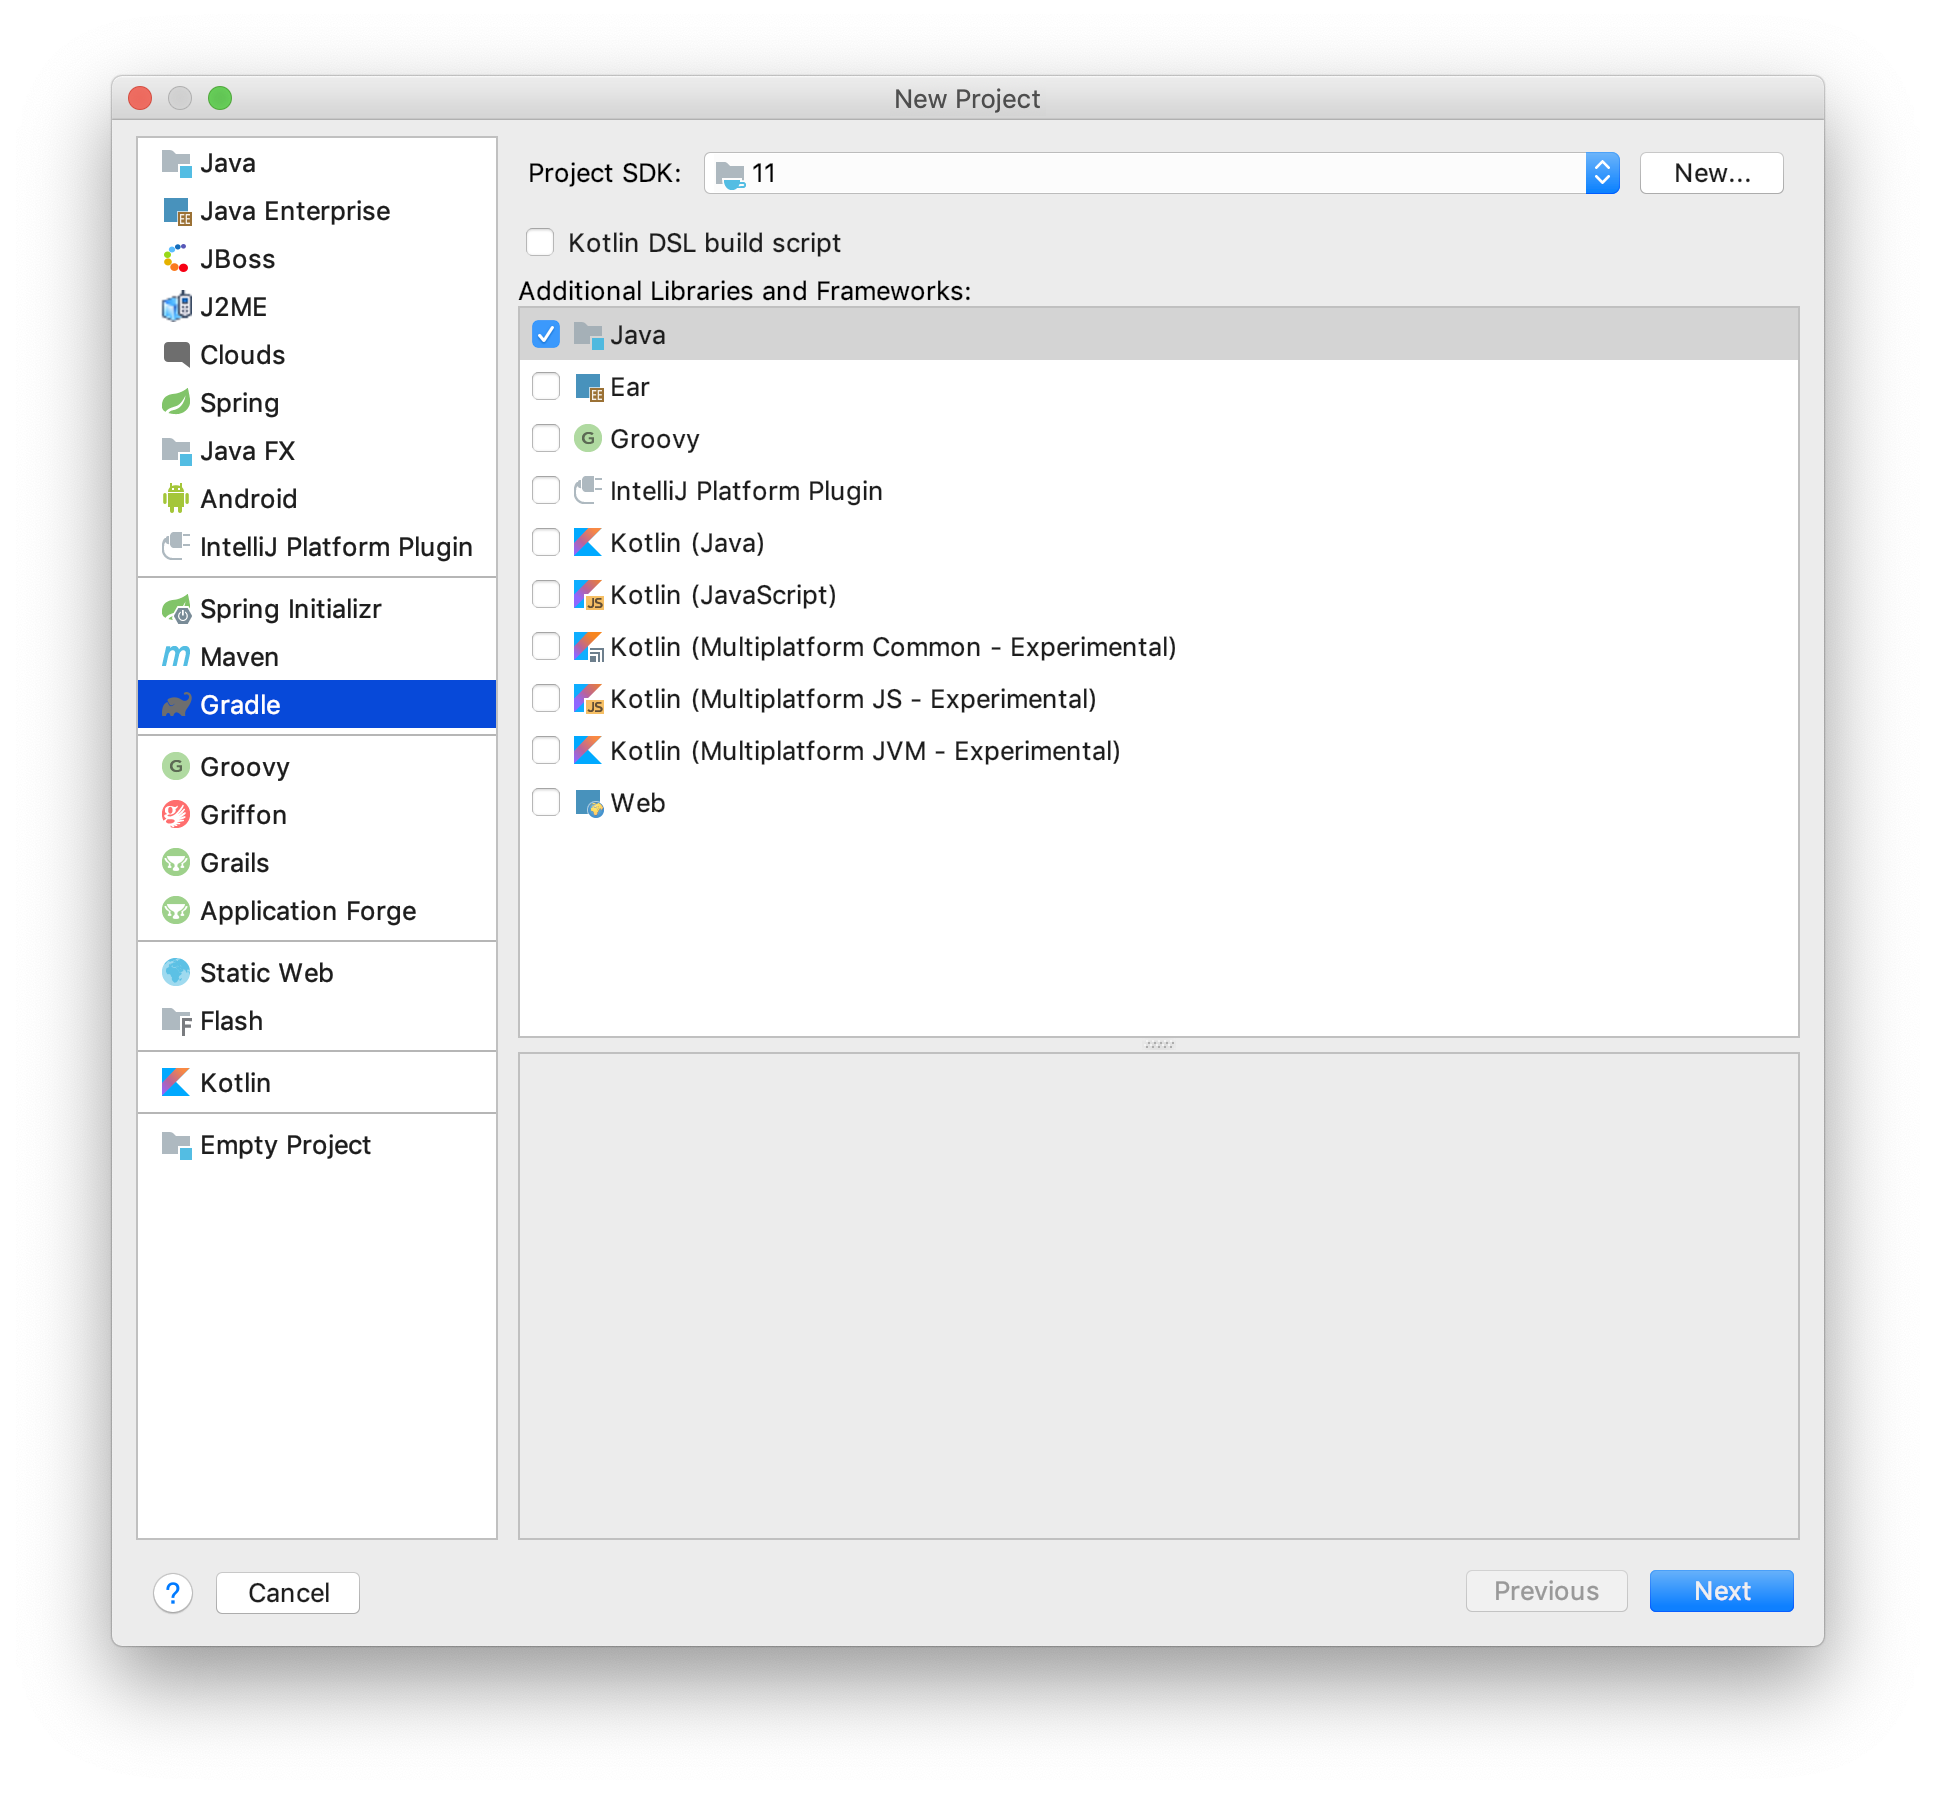 New Project
Java
Java Enterprise
JBoss
J2ME
Clouds
Spring
Java FX
Android
IntelliJ Platform Plugin
Spring Initializr
Maven
Gradle
Groovy
Griffon
Grails
Application Forge
Static Web
Flash
Kotlin
Empty Project
Project SDK: 11 New...
Kotlin DSL build script
Additional Libraries and Frameworks:
Java
Ear
Groovy
IntelliJ Platform Plugin
Kotlin (Java)
Kotlin (JavaScript)
Kotlin (Multiplatform Common - Experimental)
Kotlin (Multiplatform JS - Experimental)
Kotlin (Multiplatform JVM - Experimental)
Web
? Cancel Previous Next